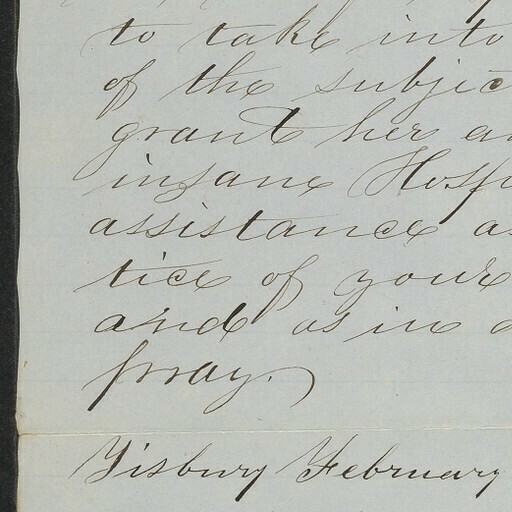 to take into
of the subjec
grant her a
insane Hosp
assistance as
tice of your
and as in d
pray.
Tisbury February